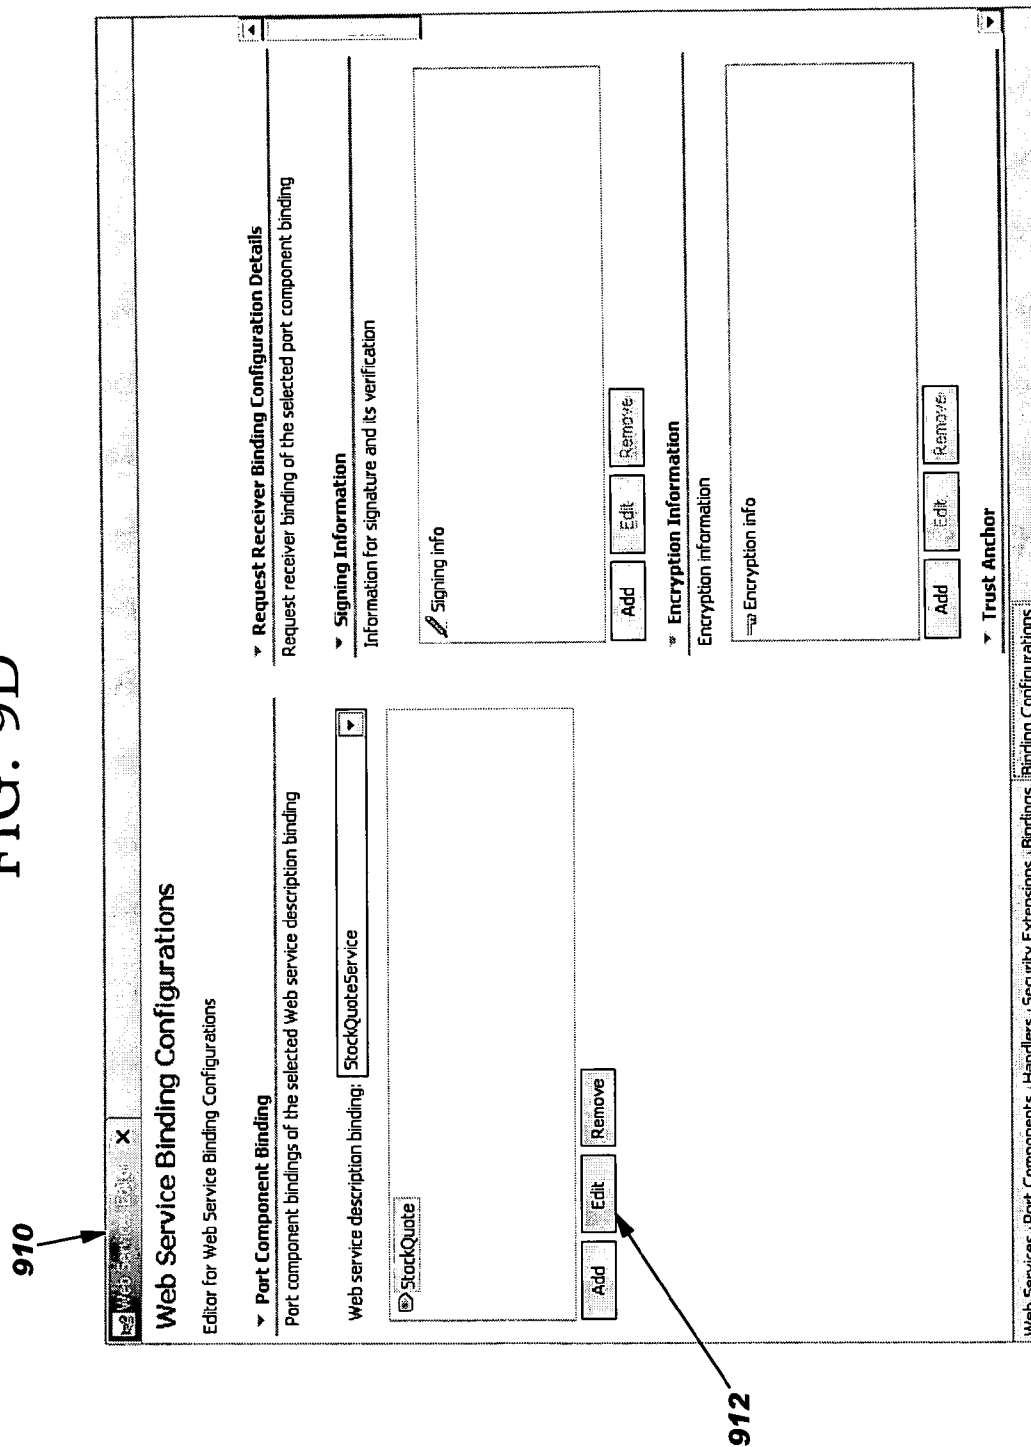 FIG. 9D
910
Web Services Editor X
Web Service Binding Configurations
Editor for Web Service Binding Configurations
Port Component Binding
Port component bindings of the selected Web service description binding
Web service description binding: StockQuoteService
StockQuote
Add Edit Remove
912
Request Receiver Binding Configuration Details
Request receiver binding of the selected port component binding
Signing Information
Information for signature and its verification
Signing info
Add Edit Remove
Encryption Information
Encryption information
Encryption info
Add Edit Remove
Trust Anchor
Web Services Port Components Handlers Security Extensions Bindings Binding Configurations